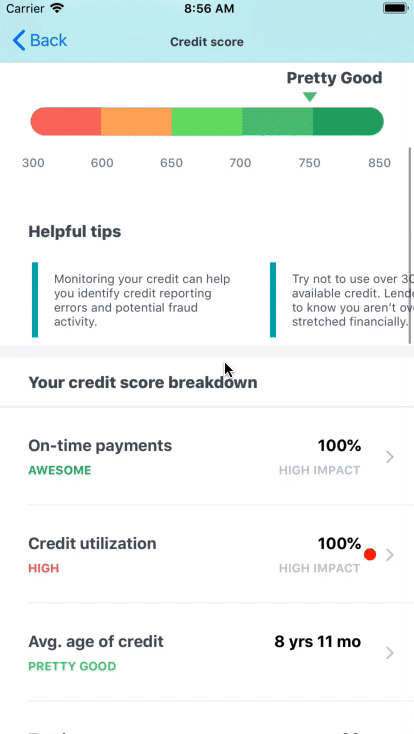 Carrier 8:56 AM
Back Credit score
Pretty Good
300 600 650 700 750 850
Helpful tips
Monitoring your credit can help
you identify credit reporting
errors and potential fraud
activity.
Try not to use over 30
available credit. Lende
to know you aren't ov
stretched financially.
Your credit score breakdown
On-time payments 100%
AWESOME HIGH IMPACT
Credit utilization 100%
HIGH HIGH IMPACT
Avg. age of credit 8 yrs 11 mo
PRETTY GOOD